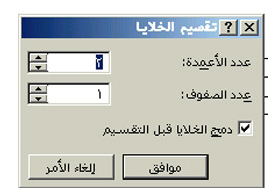 تقسيم الخلايا
عدد الأعمدة: ٢
عدد الصفوف: ١
دمج الخلايا قبل التقسيم
موافق إلغاء الأمر